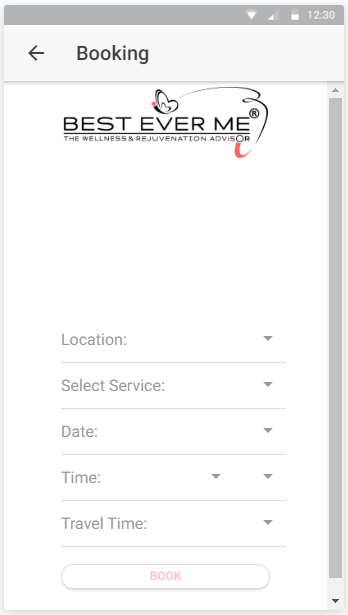 12:30
Booking
BEST EVER ME®
THE WELLNESS & REJUVENATION ADVISOR
Location:
Select Service:
Date:
Time:
Travel Time:
BOOK